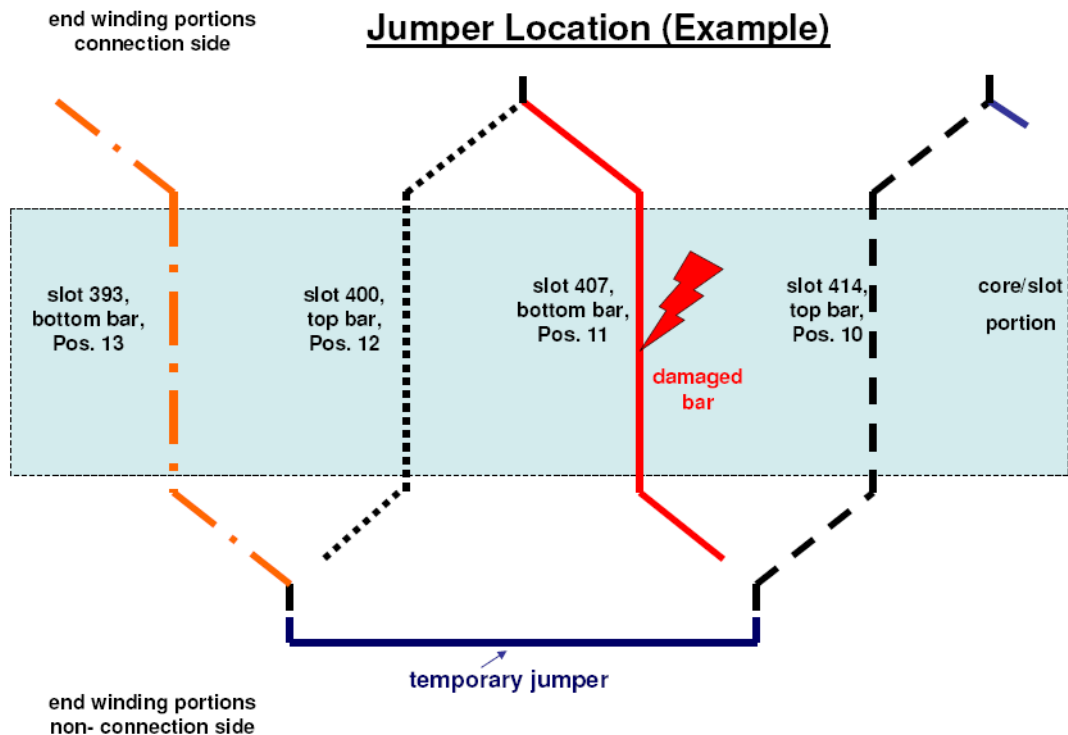 end winding portions
connection side
Jumper Location (Example)
slot 393,
bottom bar,
Pos. 13
slot 400,
top bar,
Pos. 12
slot 407,
bottom bar,
Pos. 11
slot 414,
top bar,
Pos. 10
core/slot
portion
damaged
bar
temporary jumper
end winding portions
non- connection side